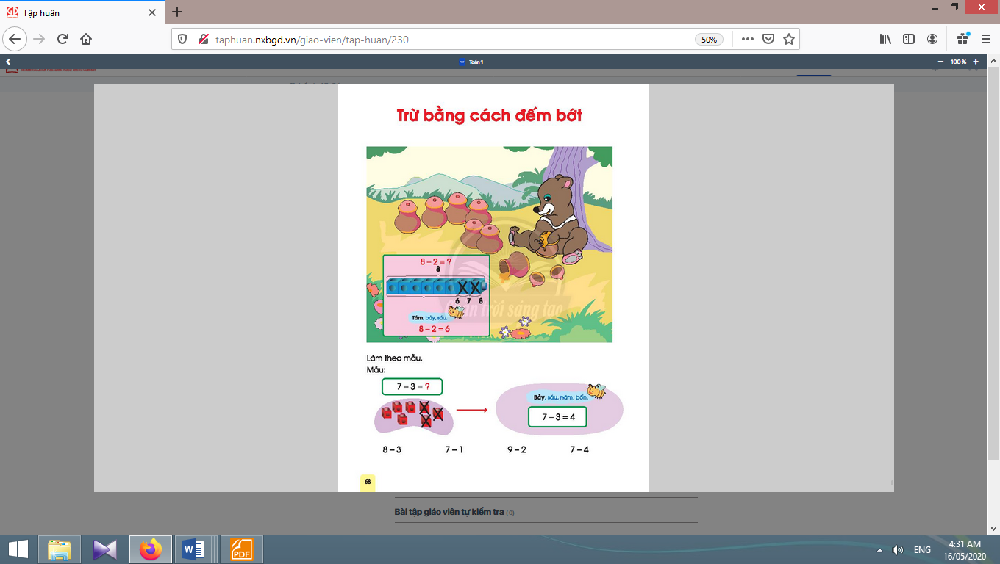 Tập huấn
taphuan.nxbgd.vn/giao-vien/tap-huan/230
50%
Toán 1
100 %
Trừ bằng cách đếm bớt
8 – 2 = ?
8
6 7 8
Tám, bảy, sáu.
8 – 2 = 6
Chân trời sáng tạo
Làm theo mẫu.
Mẫu:
7 – 3 = ?
Bảy, sáu, năm, bốn.
7 – 3 = 4
8 – 3 7 – 1 9 – 2 7 – 4
68
Bài tập giáo viên tự kiểm tra (0)
PDF
ENG
4:31 AM
16/05/2020